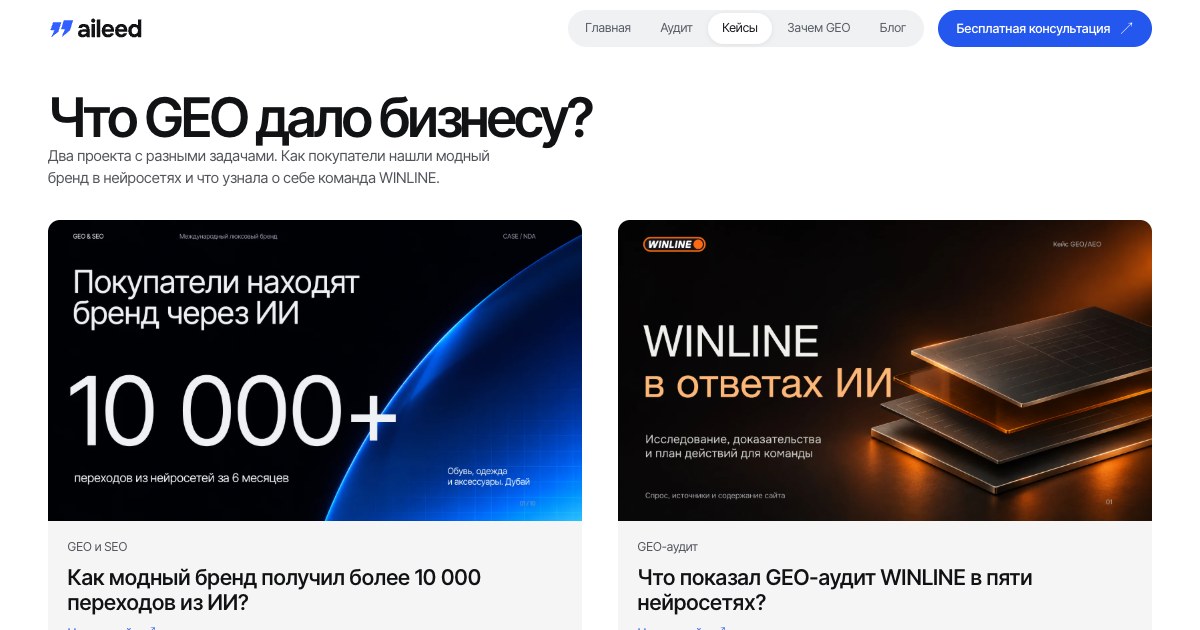 aileed
Главная Аудит Кейсы Зачем GEO Блог Бесплатная консультация
Что GEO дало бизнесу?
Два проекта с разными задачами. Как покупатели нашли модный
бренд в нейросетях и что узнала о себе команда WINLINE.
GEO & SEO Международный люксовый бренд CASE / NDA
Покупатели находят
бренд через ИИ
10 000+
переходов из нейросетей за 6 месяцев
Обувь, одежда
и аксессуары. Дубай
GEO и SEO
Как модный бренд получил более 10 000
переходов из ИИ?
WINLINE Кейс GEO/AEO
WINLINE
в ответах ИИ
Исследование, доказательства
и план действий для команды
Спрос, источники и содержание сайта
01
GEO-аудит
Что показал GEO-аудит WINLINE в пяти
нейросетях?